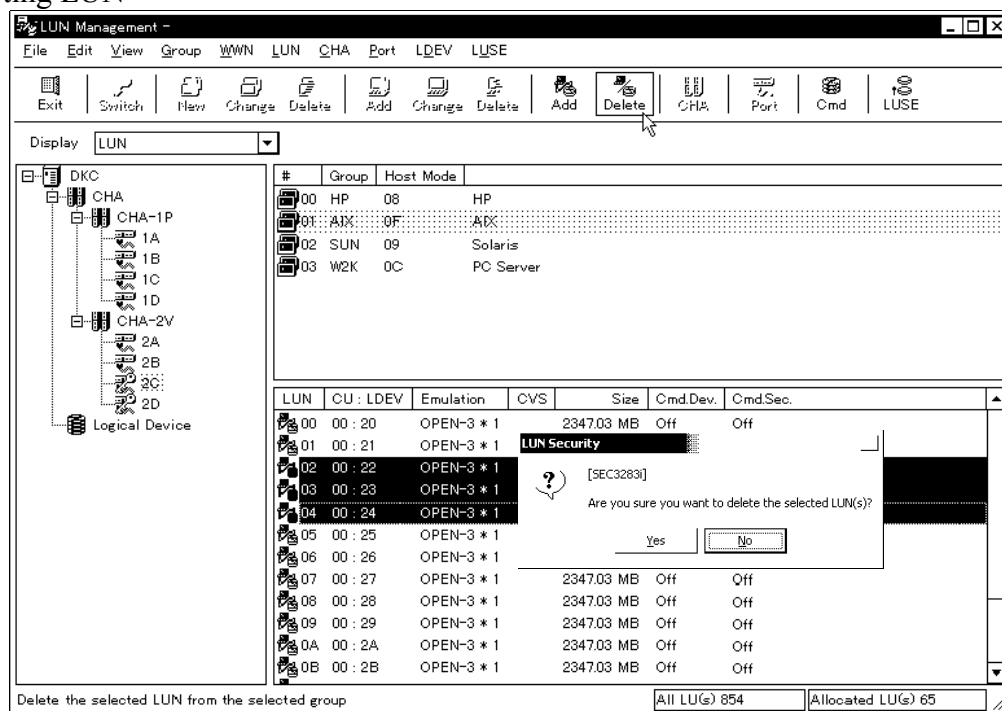 ting LUN
LUN Management -
File Edit View Group WWN LUN CHA Port LDEV LUSE
Exit Switch New Change Delete Add Change Delete Add Delete CHA Port Cmd LUSE
Display LUN
DKC
CHA
CHA-1P
1A
1B
1C
1D
CHA-2V
2A
2B
2C
2D
Logical Device
# Group Host Mode
00 HP 08 HP
01 AIX 0F AIX
02 SUN 09 Solaris
03 W2K 0C PC Server
LUN CU : LDEV Emulation CVS Size Cmd.Dev. Cmd.Sec.
00 00 : 20 OPEN-3 * 1 2347.03 MB Off Off
01 00 : 21 OPEN-3 * 1
02 00 : 22 OPEN-3 * 1
03 00 : 23 OPEN-3 * 1
04 00 : 24 OPEN-3 * 1
05 00 : 25 OPEN-3 * 1
06 00 : 26 OPEN-3 * 1
07 00 : 27 OPEN-3 * 1 2347.03 MB Off Off
08 00 : 28 OPEN-3 * 1 2347.03 MB Off Off
09 00 : 29 OPEN-3 * 1 2347.03 MB Off Off
0A 00 : 2A OPEN-3 * 1 2347.03 MB Off Off
0B 00 : 2B OPEN-3 * 1 2347.03 MB Off Off
LUN Security
[SEC3283i]
Are you sure you want to delete the selected LUN(s)?
Yes No
Delete the selected LUN from the selected group All LU(s) 854 Allocated LU(s) 65